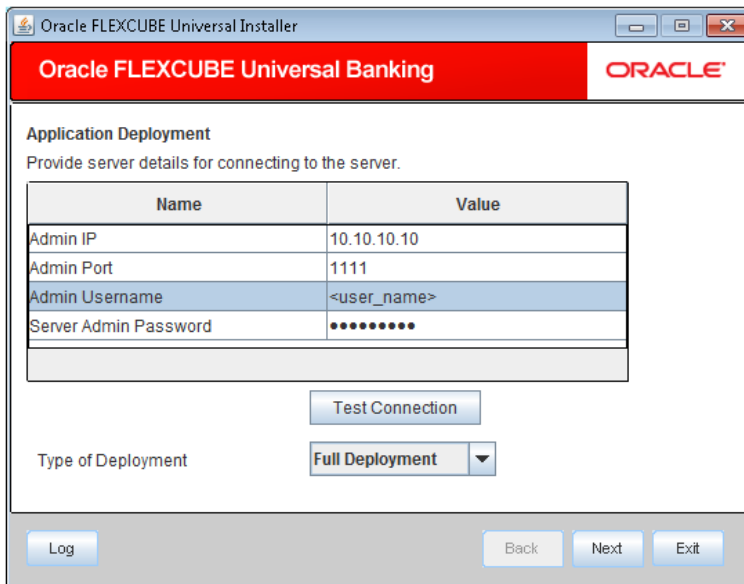 Oracle FLEXCUBE Universal Installer
Oracle FLEXCUBE Universal Banking
ORACLE
Application Deployment
Provide server details for connecting to the server.
Name Value
Admin IP 10.10.10.10
Admin Port 1111
Admin Username <user_name>
Server Admin Password •••••••••
Test Connection
Type of Deployment Full Deployment
Log Back Next Exit